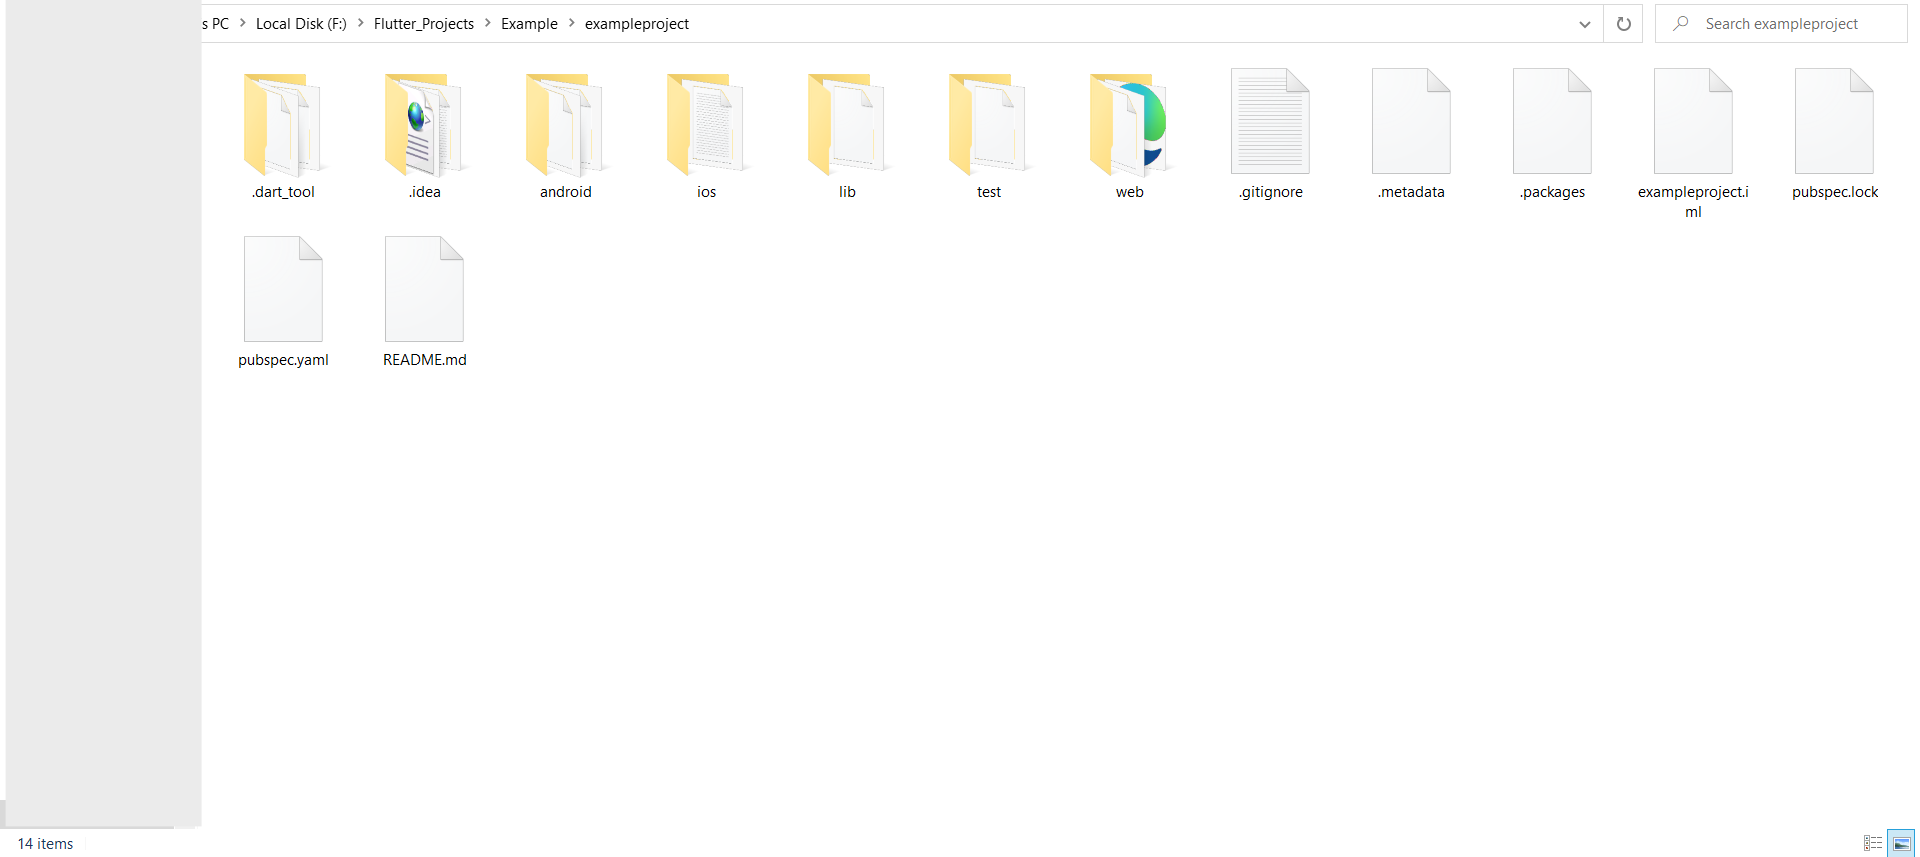 s PC > Local Disk (F:) > Flutter_Projects > Example > exampleproject
Search exampleproject
.dart_tool
.idea
android
ios
lib
test
web
.gitignore
.metadata
.packages
exampleproject.i
ml
pubspec.lock
pubspec.yaml
README.md
14 items